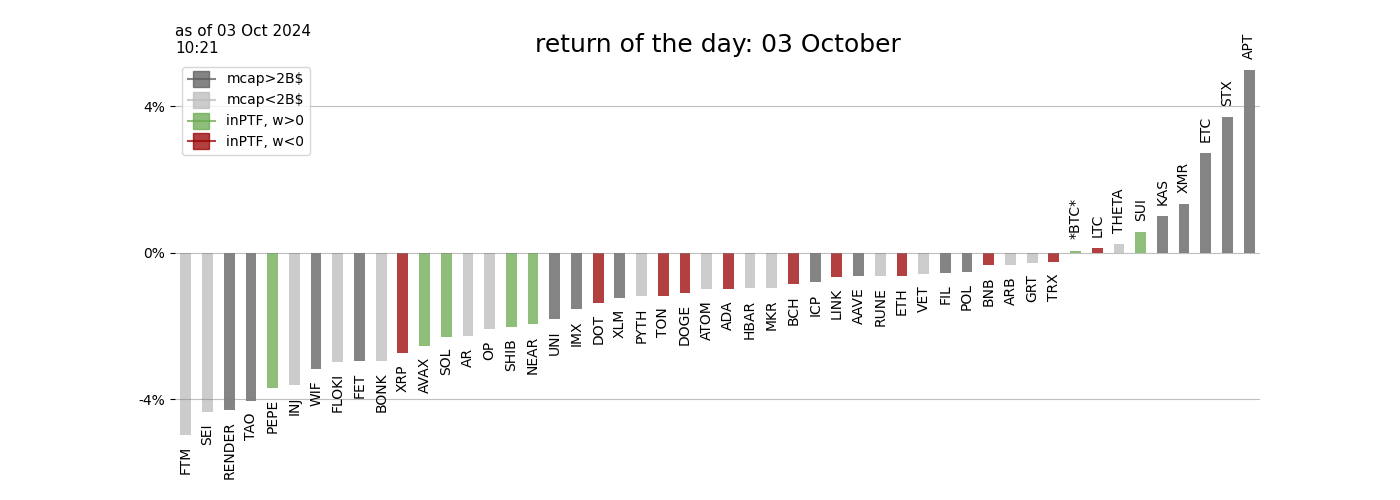 as of 03 Oct 2024
10:21
return of the day: 03 October
mcap>2B$
mcap<2B$
inPTF, w>0
inPTF, w<0
4%
0%
-4%
FTM
SEI
RENDER
TAO
PEPE
INJ
WIF
FLOKI
FET
BONK
XRP
AVAX
SOL
AR
OP
SHIB
NEAR
UNI
IMX
DOT
XLM
PYTH
TON
DOGE
ATOM
ADA
HBAR
MKR
BCH
ICP
LINK
AAVE
RUNE
ETH
VET
FIL
POL
BNB
ARB
GRT
TRX
*BTC*
LTC
THETA
SUI
KAS
XMR
ETC
STX
APT